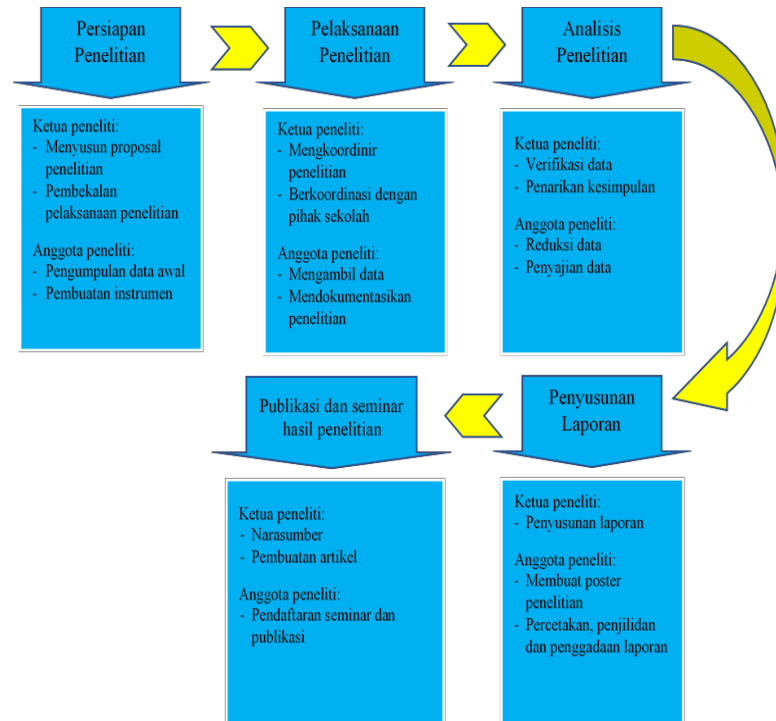 Persiapan
Penelitian
Ketua peneliti:
- Menyusun proposal
penelitian
- Pembekalan
pelaksanaan penelitian
Anggota peneliti:
- Pengumpulan data awal
- Pembuatan instrumen
Pelaksanaan
Penelitian
Ketua peneliti:
- Mengkoordinir
penelitian
- Berkoordinasi dengan
pihak sekolah
Anggota peneliti:
- Mengambil data
- Mendokumentasikan
penelitian
Analisis
Penelitian
Ketua peneliti:
- Verifikasi data
- Penarikan kesimpulan
Anggota peneliti:
- Reduksi data
- Penyajian data
Penyusunan
Laporan
Ketua peneliti:
- Penyusunan laporan
Anggota peneliti:
- Membuat poster
penelitian
- Percetakan, penjilidan
dan penggadaan laporan
Publikasi dan seminar
hasil penelitian
Ketua peneliti:
- Narasumber
- Pembuatan artikel
Anggota peneliti:
- Pendaftaran seminar dan
publikasi